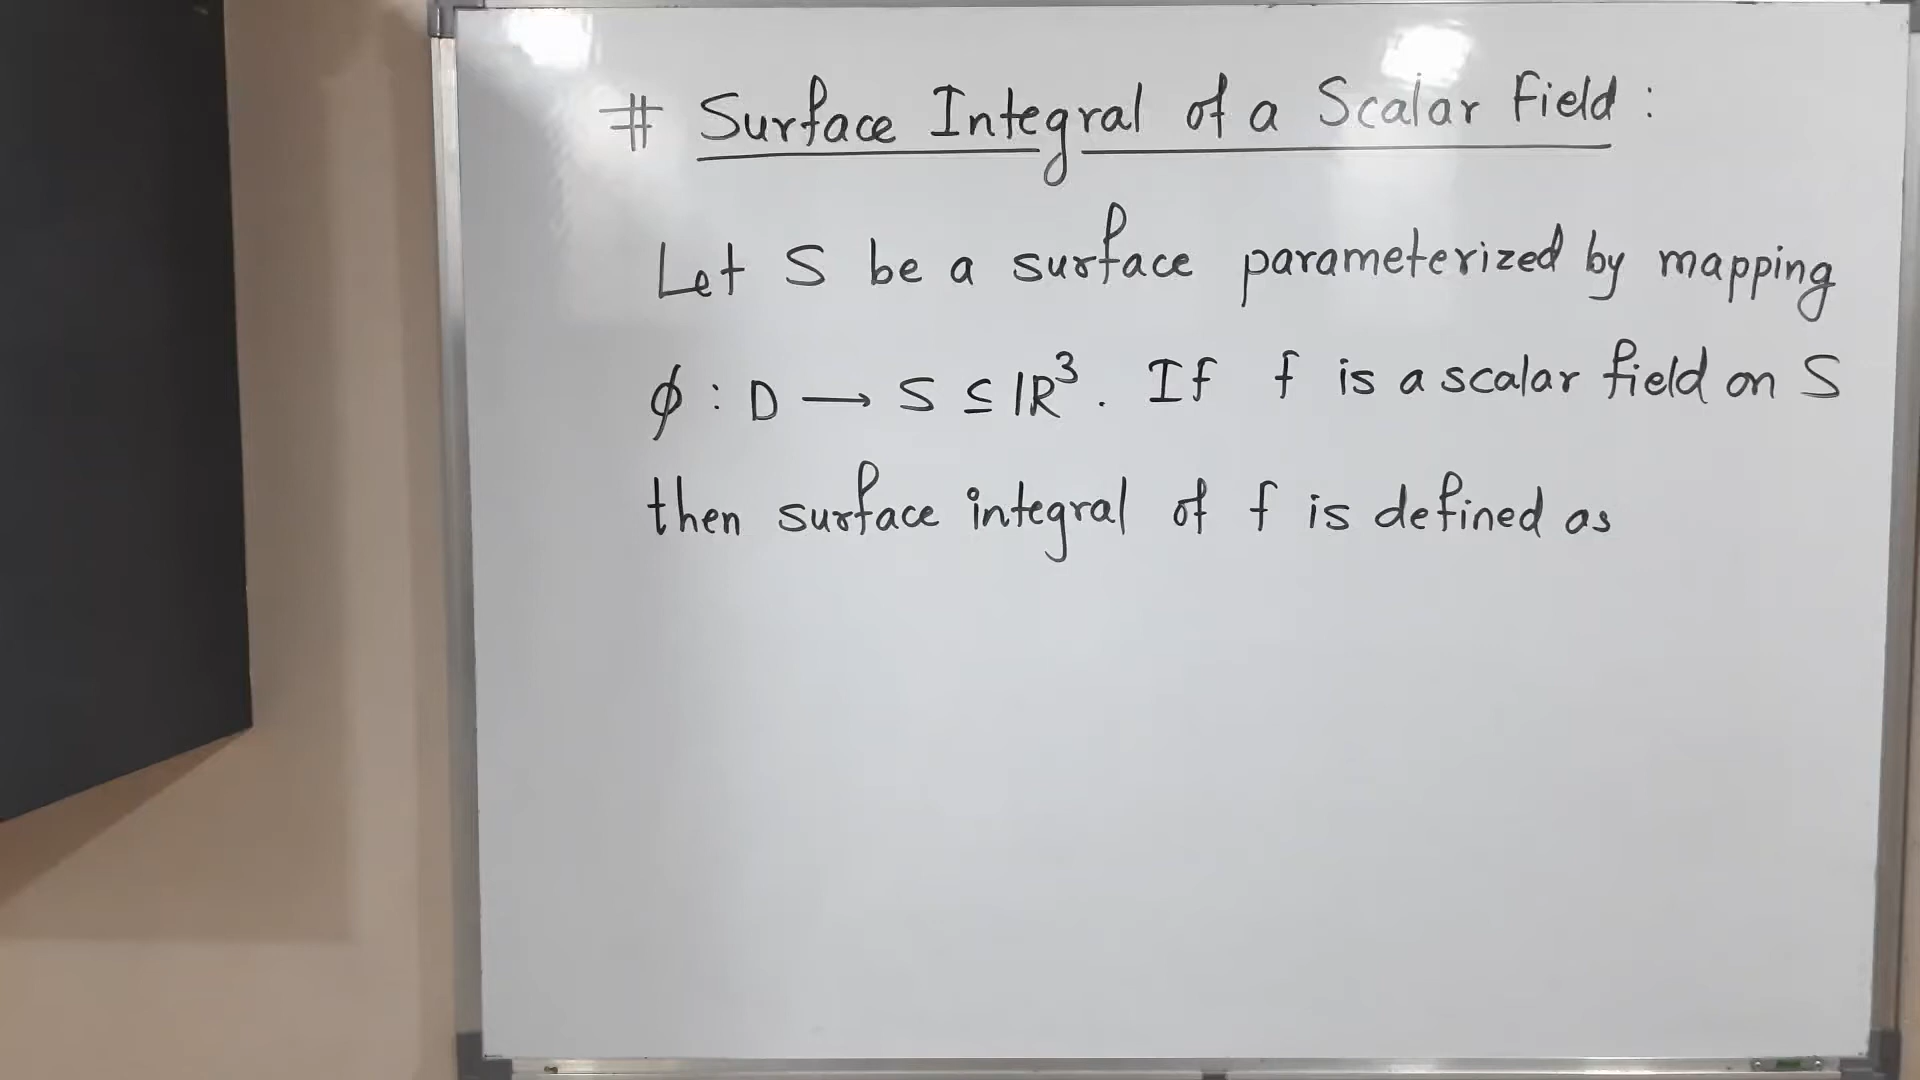 # Surface Integral of a Scalar Field :
Let S be a surface parameterized by mapping
ϕ : D → S ⊆ ℝ³. If f is a scalar field on S
then surface integral of f is defined as